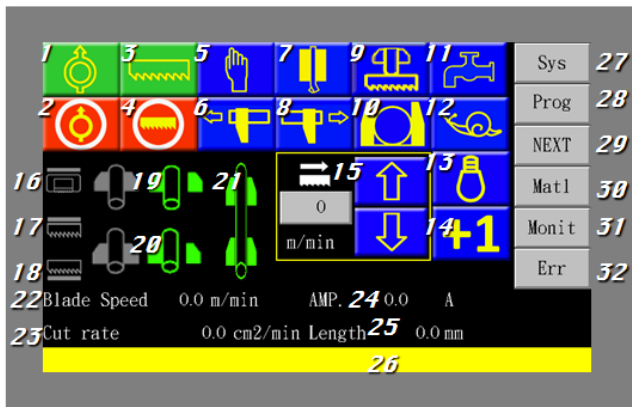 1 3 5 7 9 11 Sys 27
2 4 6 8 10 12 Prog 28
NEXT 29
16 19 21 15 13 Matl 30
0
17 20 m/min 14 +1 Monit 31
18 Err 32
22 Blade Speed 0.0 m/min AMP. 24 0.0 A
23 Cut rate 0.0 cm2/min Length 25 0.0 mm
26